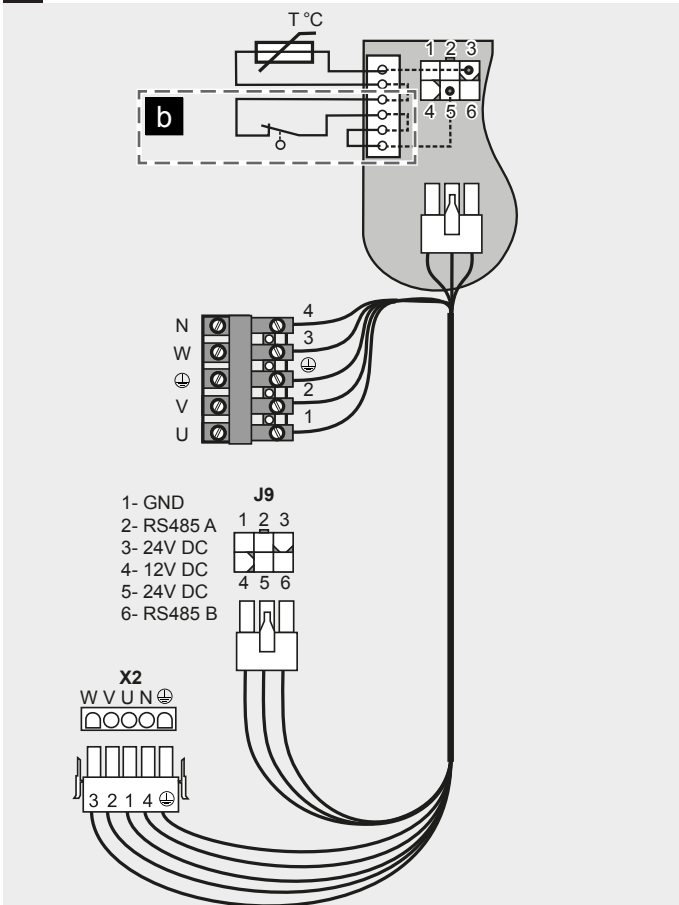 T °C
1 2 3
b
4 5 6
N 4
W 3
⏚ ⏚
V 2
U 1
J9
1- GND
2- RS485 A
3- 24V DC
4- 12V DC
5- 24V DC
6- RS485 B
1 2 3
4 5 6
X2
W V U N ⏚
3 2 1 4 ⏚